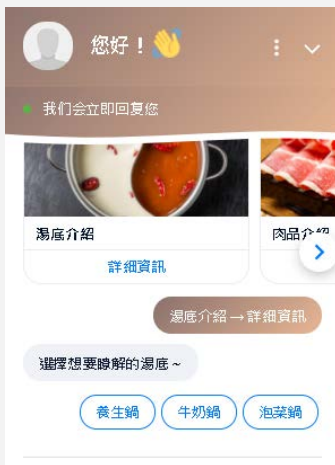 您好！👋
我们会立即回复您
湯底介紹
肉品介紹
詳細資訊
湯底介紹→詳細資訊
選擇想要瞭解的湯底～
養生鍋
牛奶鍋
泡菜鍋